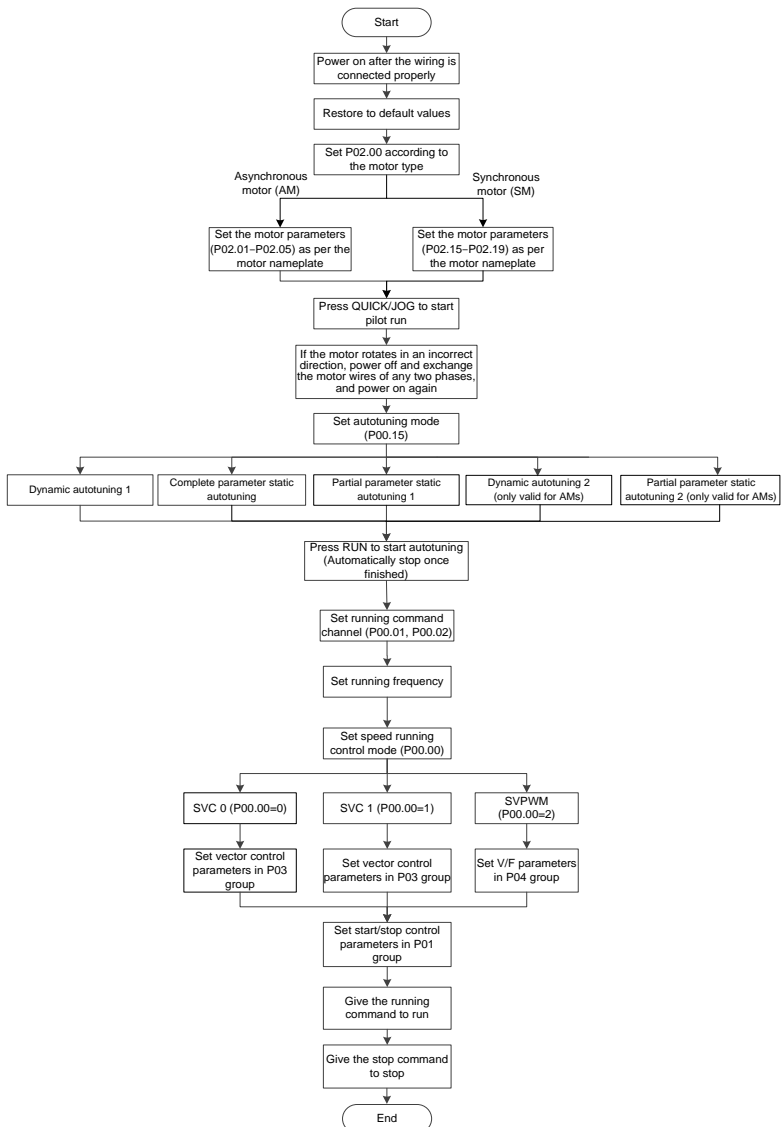 Start
Power on after the wiring is
connected properly
Restore to default values
Set P02.00 according to
the motor type
Asynchronous
motor (AM)
Synchronous
motor (SM)
Set the motor parameters
(P02.01–P02.05) as per the
motor nameplate
Set the motor parameters
(P02.15–P02.19) as per
the motor nameplate
Press QUICK/JOG to start
pilot run
If the motor rotates in an incorrect
direction, power off and exchange
the motor wires of any two phases,
and power on again
Set autotuning mode
(P00.15)
Dynamic autotuning 1
Complete parameter static
autotuning
Partial parameter static
autotuning 1
Dynamic autotuning 2
(only valid for AMs)
Partial parameter static
autotuning 2 (only valid for AMs)
Press RUN to start autotuning
(Automatically stop once
finished)
Set running command
channel (P00.01, P00.02)
Set running frequency
Set speed running
control mode (P00.00)
SVC 0 (P00.00=0)
SVC 1 (P00.00=1)
SVPWM
(P00.00=2)
Set vector control
parameters in P03
group
Set vector control
parameters in P03 group
Set V/F parameters
in P04 group
Set start/stop control
parameters in P01
group
Give the running
command to run
Give the stop command
to stop
End